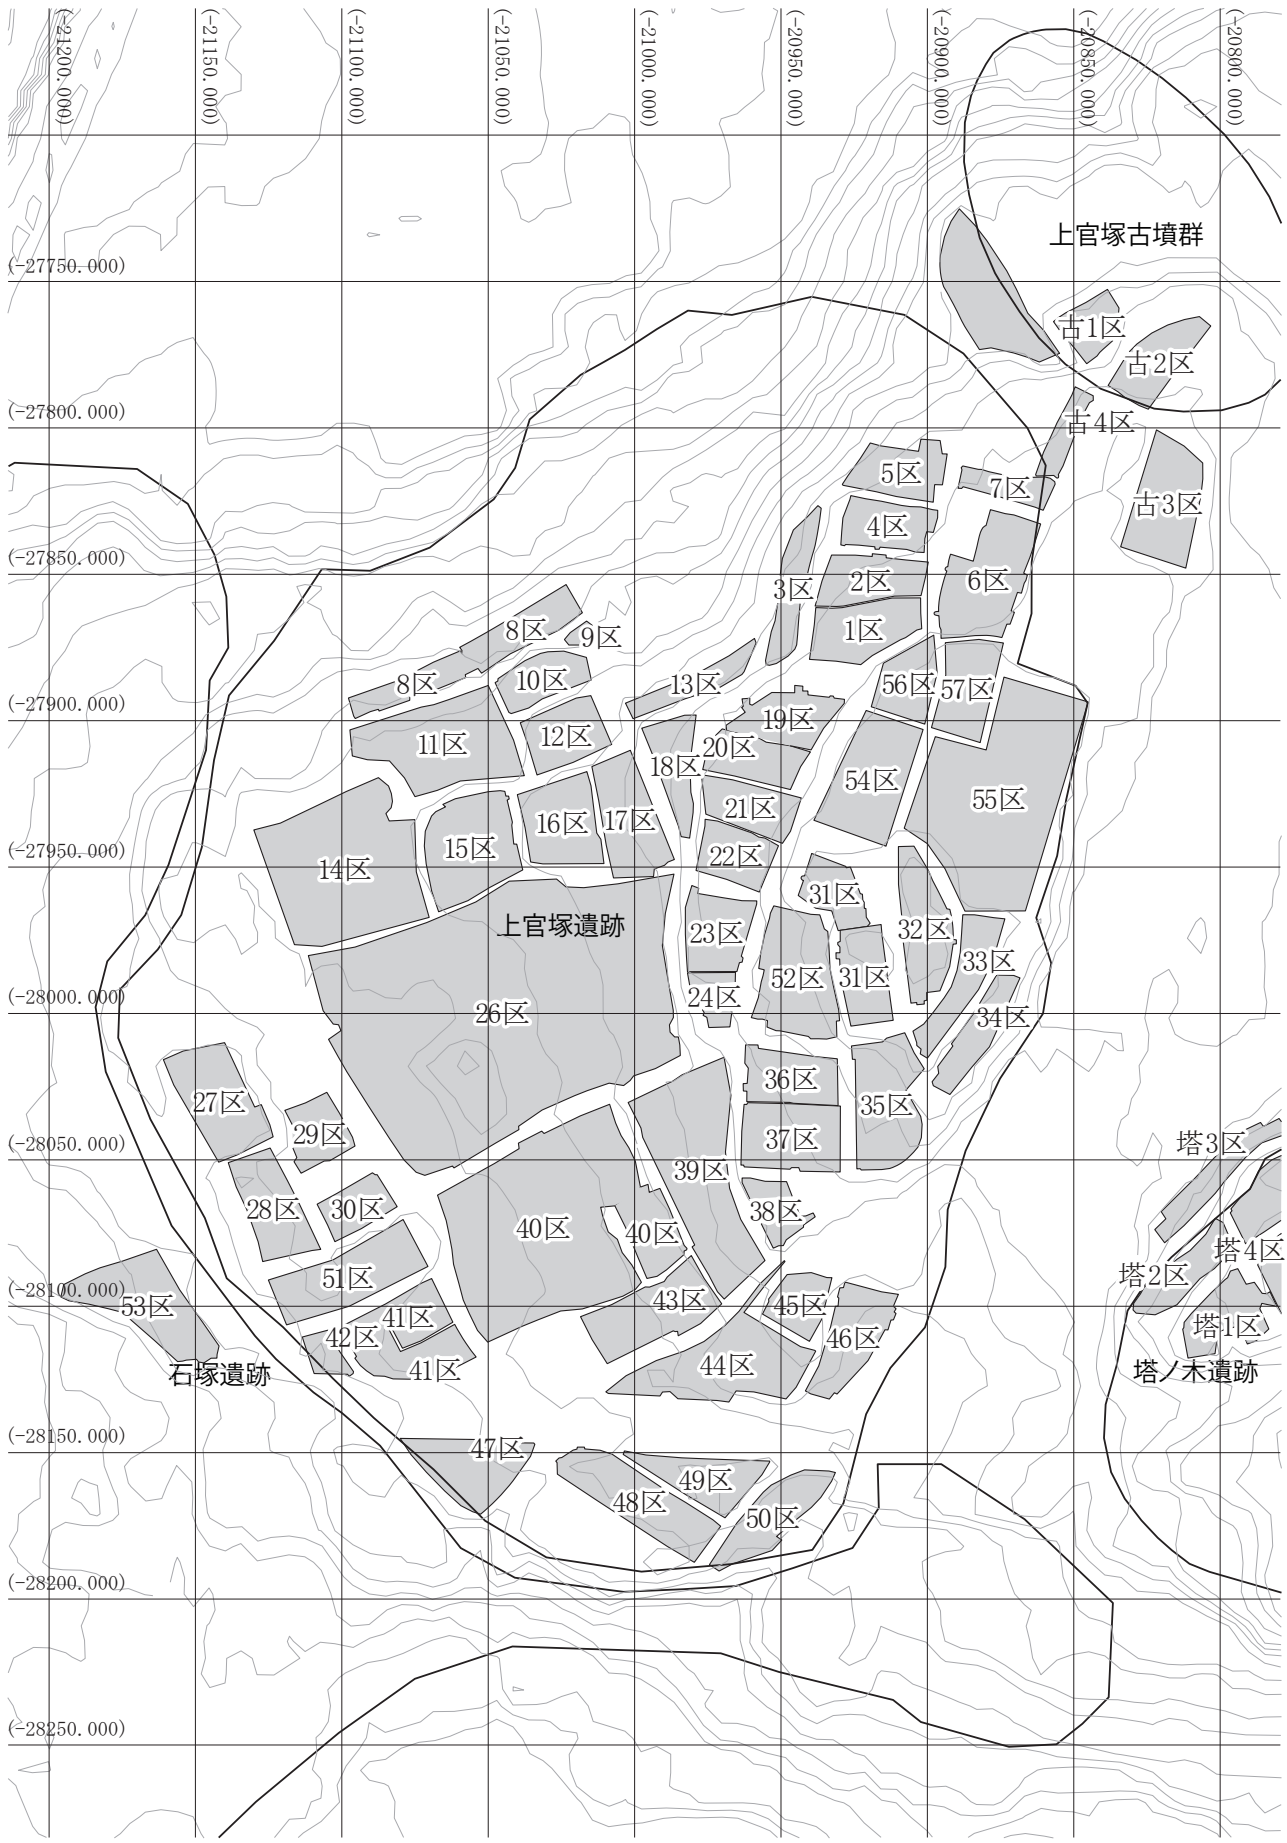 (-21200.000)
(-21150.000)
(-21100.000)
(-21050.000)
(-21000.000)
(-20950.000)
(-20900.000)
(-20850.000)
(-20800.000)
上官塚古墳群
(-27750.000)
古1区
古2区
(-27800.000)
古4区
5区
7区
古3区
4区
(-27850.000)
3区
2区
6区
8区
9区
1区
8区
10区
13区
56区
57区
(-27900.000)
11区
12区
19区
20区
18区
54区
55区
21区
16区
17区
15区
(-27950.000)
14区
22区
31区
上官塚遺跡
23区
32区
52区
31区
33区
(-28000.000)
24区
26区
34区
36区
27区
35区
29区
37区
(-28050.000)
塔3区
39区
28区
30区
38区
40区
40区
塔4区
51区
塔2区
(-28100.000)
53区
43区
45区
41区
42区
46区
塔1区
石塚遺跡
41区
44区
塔ノ木遺跡
(-28150.000)
47区
49区
48区
50区
(-28200.000)
(-28250.000)